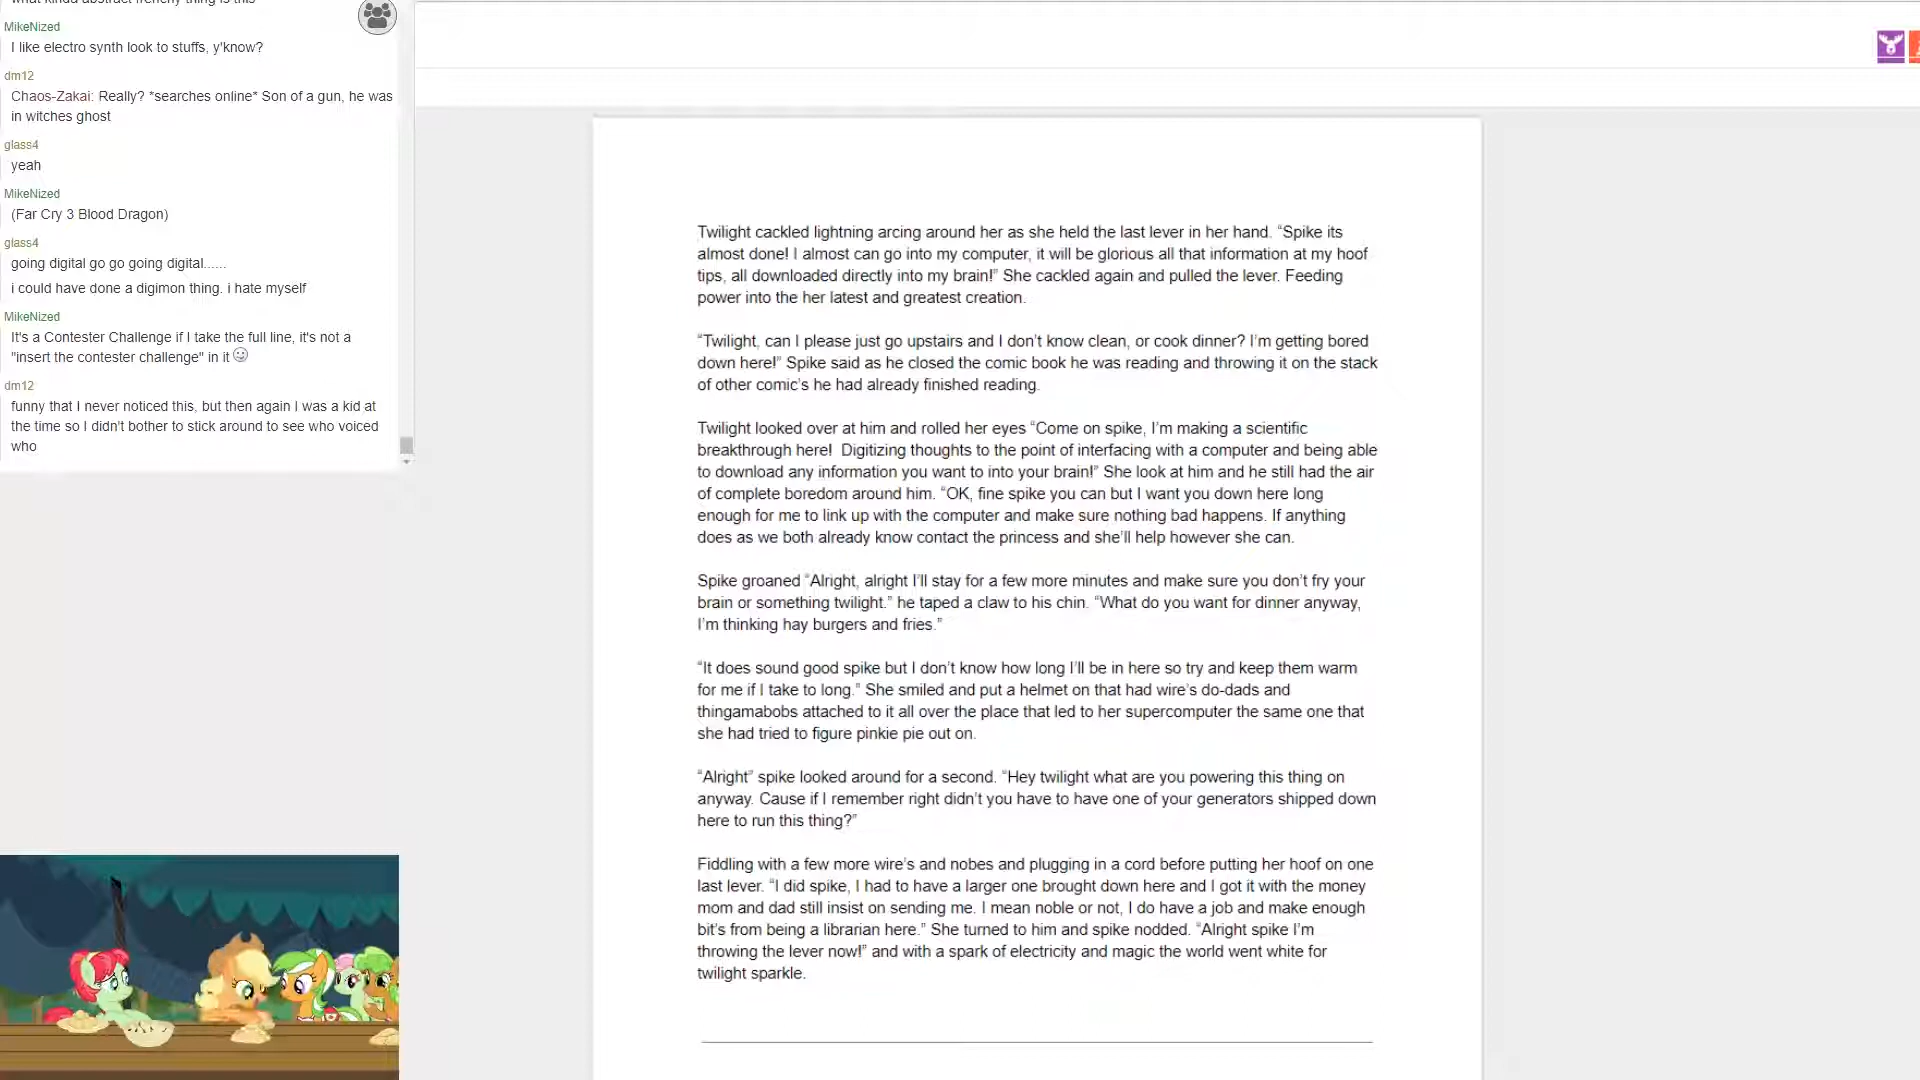 what kinda abstract frenchy thing is this
MikeNized
I like electro synth look to stuffs, y'know?
dm12
Chaos-Zakai: Really? *searches online* Son of a gun, he was
in witches ghost
glass4
yeah
MikeNized
(Far Cry 3 Blood Dragon)
glass4
going digital go go going digital......
i could have done a digimon thing. i hate myself
MikeNized
It's a Contester Challenge if I take the full line, it's not a
"insert the contester challenge" in it
dm12
funny that I never noticed this, but then again I was a kid at
the time so I didn't bother to stick around to see who voiced
who
Twilight cackled lightning arcing around her as she held the last lever in her hand. “Spike its
almost done! I almost can go into my computer, it will be glorious all that information at my hoof
tips, all downloaded directly into my brain!” She cackled again and pulled the lever. Feeding
power into the her latest and greatest creation.
“Twilight, can I please just go upstairs and I don’t know clean, or cook dinner? I’m getting bored
down here!” Spike said as he closed the comic book he was reading and throwing it on the stack
of other comic’s he had already finished reading.
Twilight looked over at him and rolled her eyes “Come on spike, I’m making a scientific
breakthrough here!  Digitizing thoughts to the point of interfacing with a computer and being able
to download any information you want to into your brain!” She look at him and he still had the air
of complete boredom around him. “OK, fine spike you can but I want you down here long
enough for me to link up with the computer and make sure nothing bad happens. If anything
does as we both already know contact the princess and she’ll help however she can.
Spike groaned “Alright, alright I’ll stay for a few more minutes and make sure you don’t fry your
brain or something twilight.” he taped a claw to his chin. “What do you want for dinner anyway,
I’m thinking hay burgers and fries.”
“It does sound good spike but I don’t know how long I’ll be in here so try and keep them warm
for me if I take to long.” She smiled and put a helmet on that had wire’s do-dads and
thingamabobs attached to it all over the place that led to her supercomputer the same one that
she had tried to figure pinkie pie out on.
“Alright” spike looked around for a second. “Hey twilight what are you powering this thing on
anyway. Cause if I remember right didn’t you have to have one of your generators shipped down
here to run this thing?”
Fiddling with a few more wire’s and nobes and plugging in a cord before putting her hoof on one
last lever. “I did spike, I had to have a larger one brought down here and I got it with the money
mom and dad still insist on sending me. I mean noble or not, I do have a job and make enough
bit’s from being a librarian here.” She turned to him and spike nodded. “Alright spike I’m
throwing the lever now!” and with a spark of electricity and magic the world went white for
twilight sparkle.